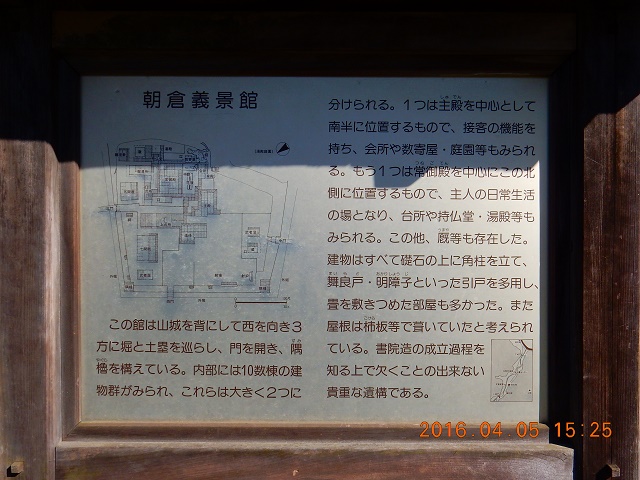 朝倉義景館
この館は山城を背にして西を向き3
方に堀と土塁を巡らし、門を開き、隅
櫓を構えている。内部には10数棟の建
物群がみられ、これらは大きく2つに
分けられる。1つは主殿を中心として
南半に位置するもので、接客の機能を
持ち、会所や数寄屋・庭園等もみられ
る。もう1つは常御殿を中心にこの北
側に位置するもので、主人の日常生活
の場となり、台所や持仏堂・湯殿等も
みられる。この他、厩等も存在した。
建物はすべて礎石の上に角柱を立て、
舞良戸・明障子といった引戸を多用し、
畳を敷きつめた部屋も多かった。また
屋根は杮板等で葺いていたと考えられ
ている。書院造の成立過程を
知る上で欠くことの出来ない
貴重な遺構である。
2016.04.05 15:25